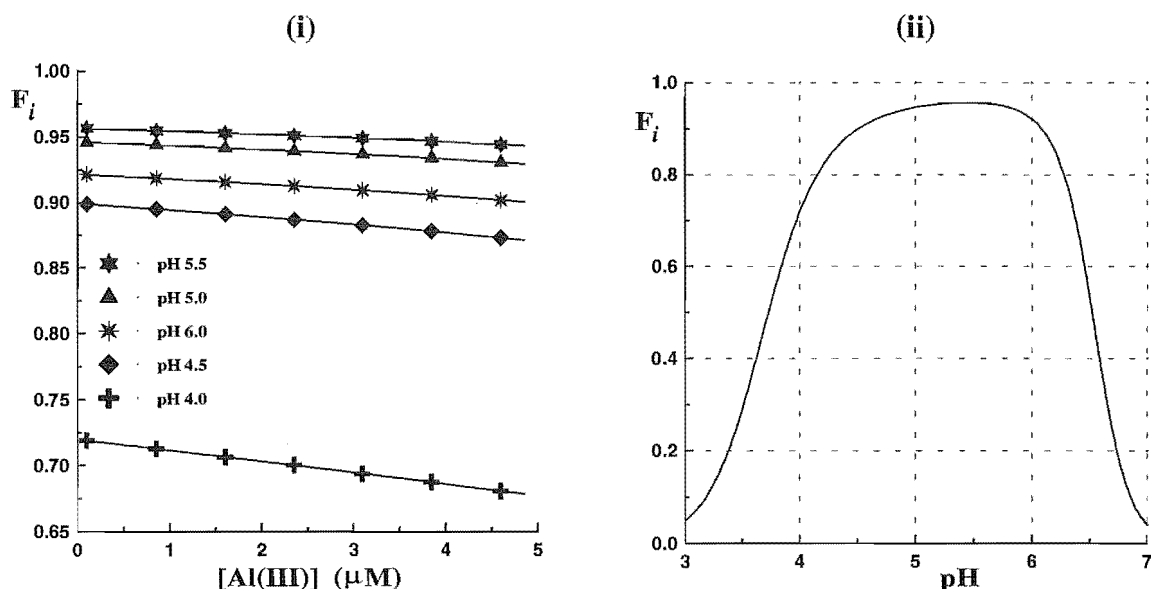 (i)
1.00
F_i
0.95
0.90
0.85
0.80
0.75
0.70
0.65
pH 5.5
pH 5.0
pH 6.0
pH 4.5
pH 4.0
0 1 2 3 4 5
[Al(III)] (μM)
(ii)
1.0
F_i
0.8
0.6
0.4
0.2
0.0
3 4 5 6 7
pH